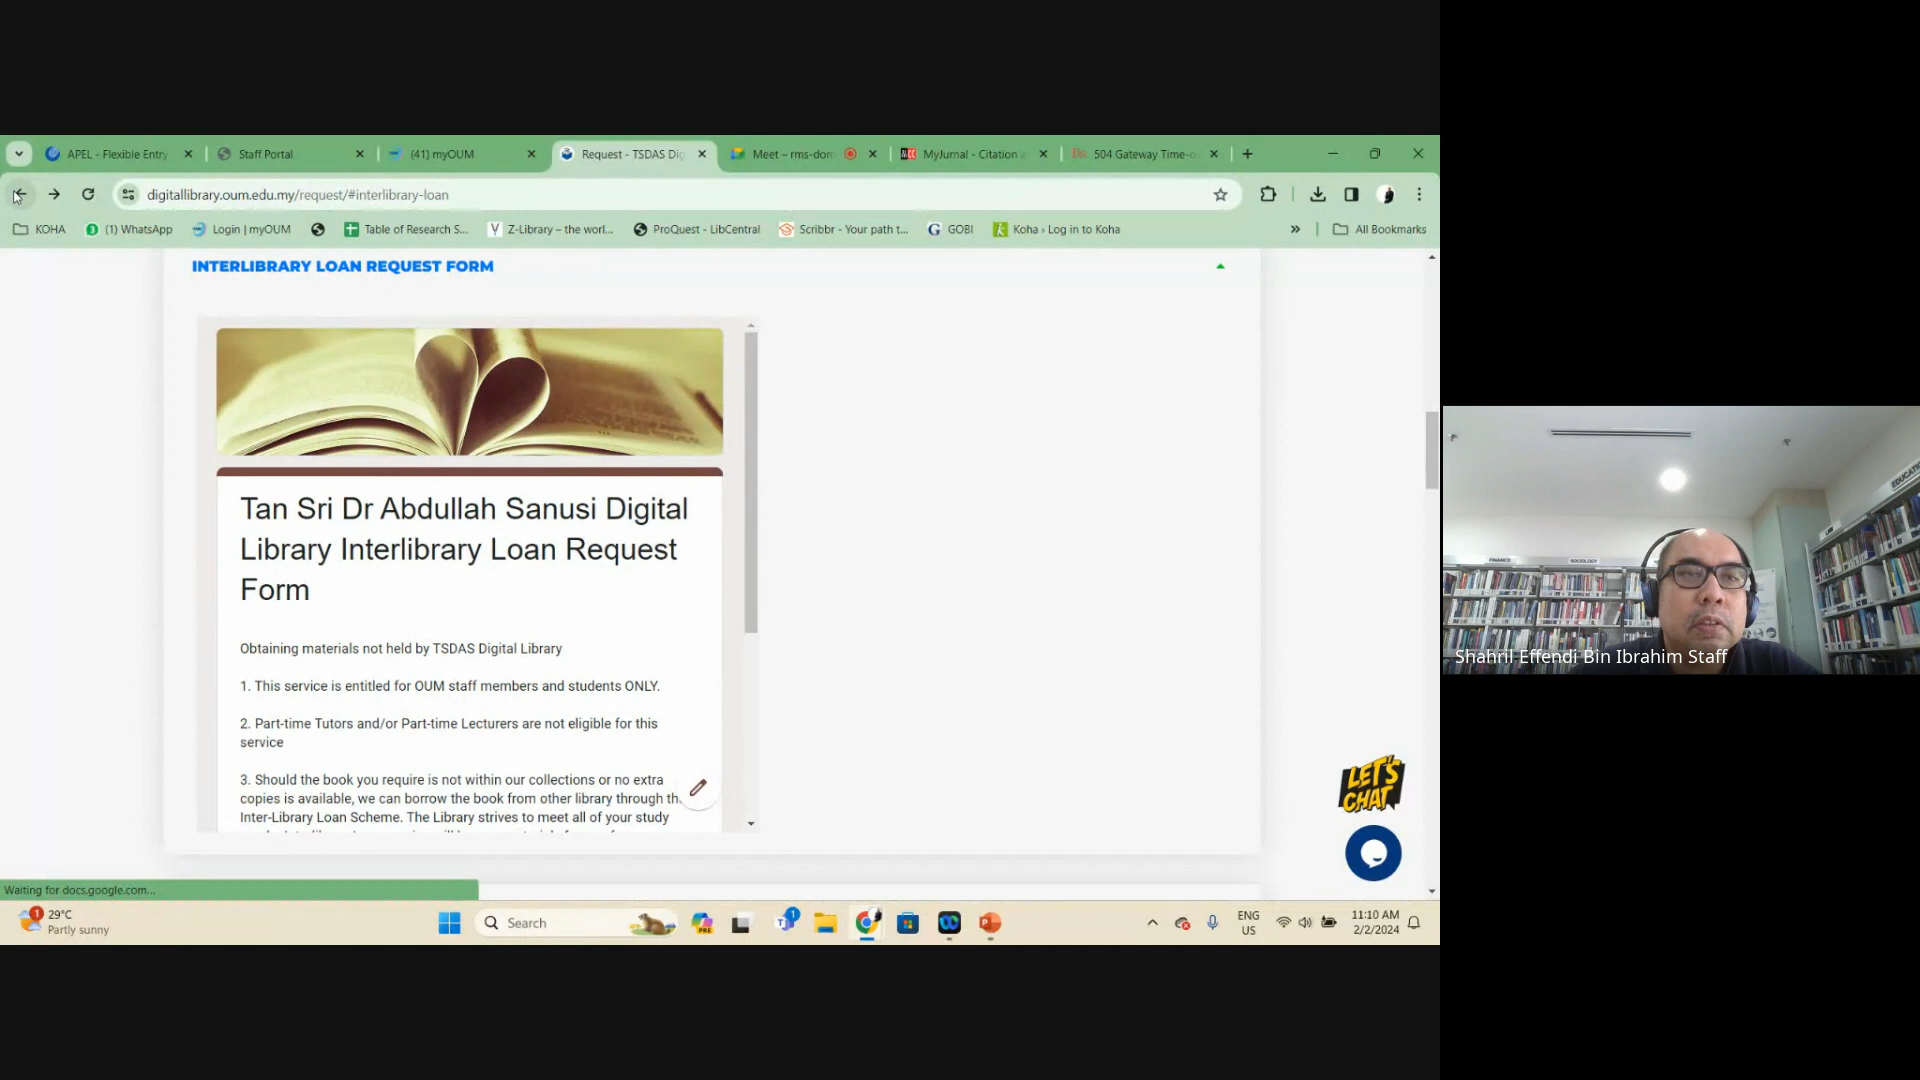 APEL - Flexible Entry
Staff Portal
(41) myOUM
Request - TSDAS Dig
Meet – rms-don
MyJurnal - Citation a
504 Gateway Time-o
digitallibrary.oum.edu.my/request/#interlibrary-loan
KOHA
(1) WhatsApp
Login | myOUM
Table of Research S...
Z-Library – the worl...
ProQuest - LibCentral
Scribbr - Your path t...
GOBI
Koha › Log in to Koha
»
All Bookmarks
INTERLIBRARY LOAN REQUEST FORM
Tan Sri Dr Abdullah Sanusi Digital
Library Interlibrary Loan Request
Form
Obtaining materials not held by TSDAS Digital Library
1. This service is entitled for OUM staff members and students ONLY.
2. Part-time Tutors and/or Part-time Lecturers are not eligible for this
service
3. Should the book you require is not within our collections or no extra
copies is available, we can borrow the book from other library through th
Inter-Library Loan Scheme. The Library strives to meet all of your study
LET'S
CHAT
Waiting for docs.google.com...
1
29°C
Partly sunny
Search
PRE
1
ENG
US
11:10 AM
2/2/2024
FINANCE
SOCIOLOGY
LAW
EDUCATI
Shahril Effendi Bin Ibrahim Staff